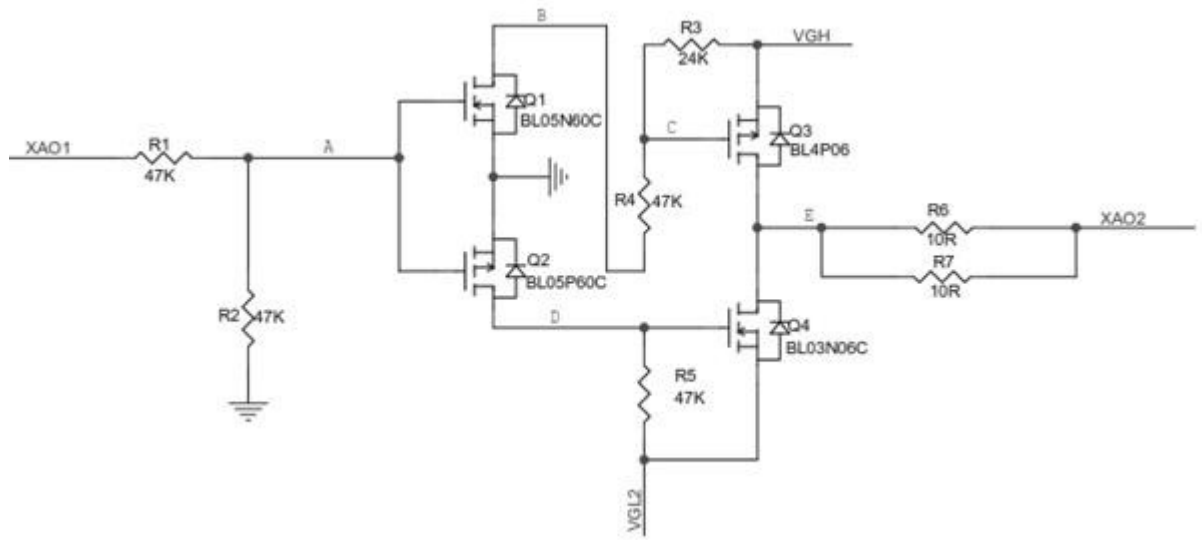 B
R3
VGH
24K
Q1
BL05N60C
C
Q3
BL4P06
XAO1
R1
A
47K
R4
47K
E
R6
XAO2
10R
R7
10R
Q2
BL05P60C
R2
47K
D
Q4
BL03N06C
R5
47K
VGL2